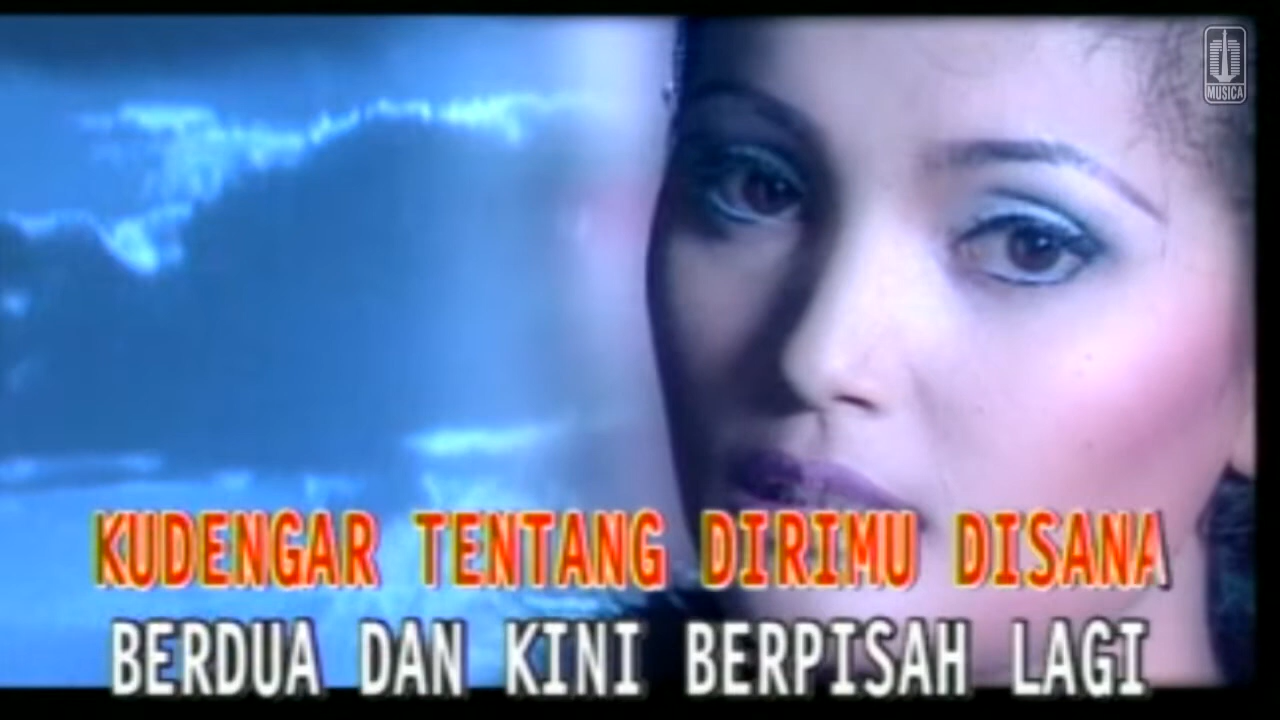 MUSICA
KUDENGAR TENTANG DIRIMU DISANA
BERDUA DAN KINI BERPISAH LAGI